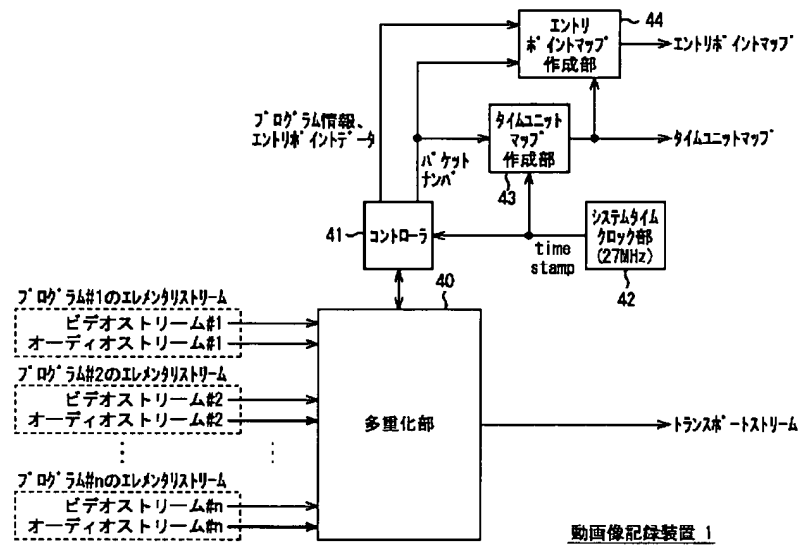 エントリ
ポイントマップ
作成部
44
エントリポイントマップ
プログラム情報、
エントリポイントデータ
パケット
ナンバ
タイムユニット
マップ
作成部
43
タイムユニットマップ
41
コントローラ
time
stamp
システムタイム
クロック部
(27MHz)
42
40
プログラム#1のエレメンタリストリーム
ビデオストリーム#1
オーディオストリーム#1
プログラム#2のエレメンタリストリーム
ビデオストリーム#2
オーディオストリーム#2
多重化部
トランスポートストリーム
プログラム#nのエレメンタリストリーム
ビデオストリーム#n
オーディオストリーム#n
動画像記録装置 1